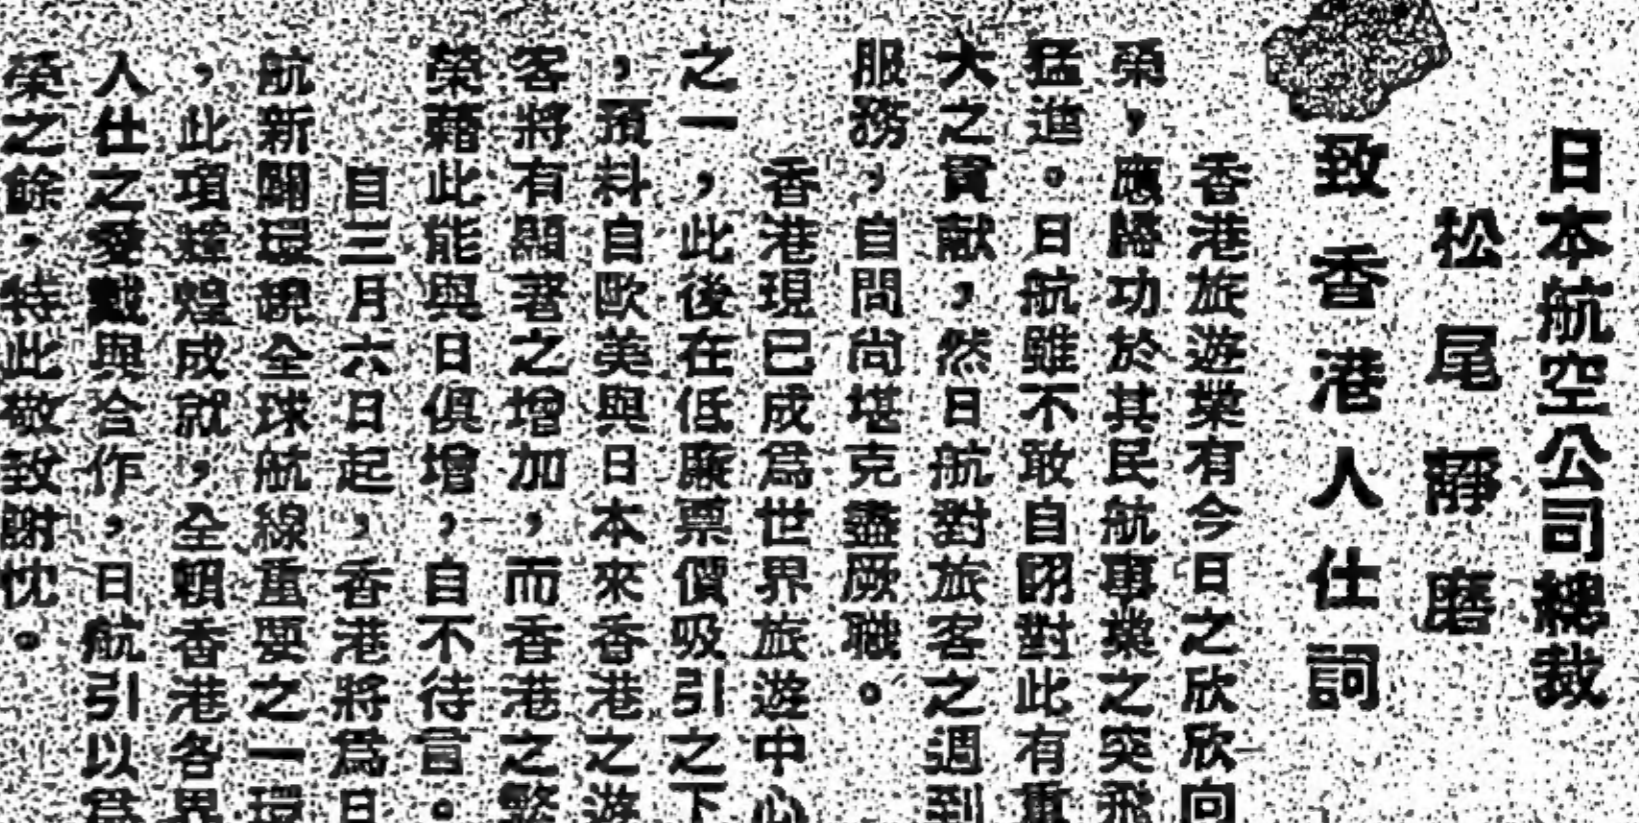 日本航空公司總裁
松尾靜磨
致香港人仕詞
香港旅遊業有今日之欣欣向
榮，應歸功於其民航事業之突飛
猛進。日航雖不敢自詡對此有重
大之貢獻，然日航對旅客之週到
服務，自問尚堪克盡厥職。
香港現已成爲世界旅遊中心
之一，此後在低廉票價吸引之下
，預料自歐美與日本來香港之遊
客將有顯著之增加，而香港之繁
榮藉此能與日俱增，自不待言。
自三月六日起，香港將爲日
航新闢環繞全球航線重要之一環
，此項輝煌成就，全賴香港各界
人仕之愛戴與合作，日航引以爲
榮之餘，特此敬致謝忱。